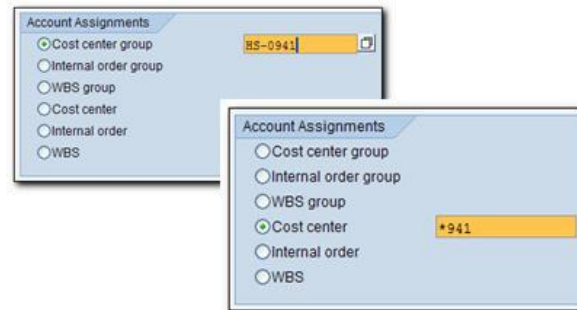 Account Assignments
Cost center group HS-0941
Internal order group
WBS group
Cost center
Internal order
WBS
Account Assignments
Cost center group
Internal order group
WBS group
Cost center *941
Internal order
WBS